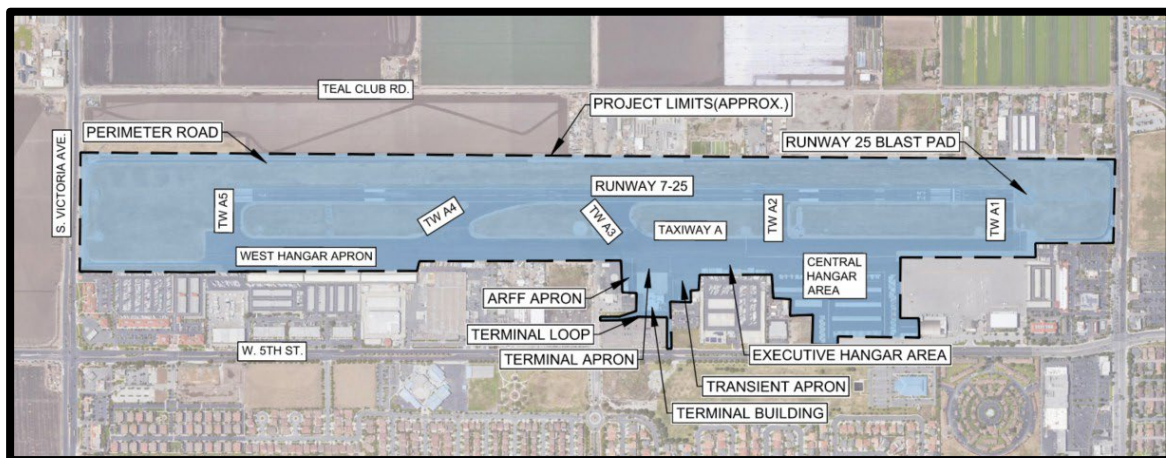 TEAL CLUB RD.
PROJECT LIMITS(APPROX.)
PERIMETER ROAD
RUNWAY 25 BLAST PAD
S. VICTORIA AVE.
RUNWAY 7-25
TW A5
TW A4
TW A3
TAXIWAY A
TW A2
TW A1
WEST HANGAR APRON
CENTRAL
HANGAR
AREA
ARFF APRON
TERMINAL LOOP
W. 5TH ST.
TERMINAL APRON
EXECUTIVE HANGAR AREA
TRANSIENT APRON
TERMINAL BUILDING